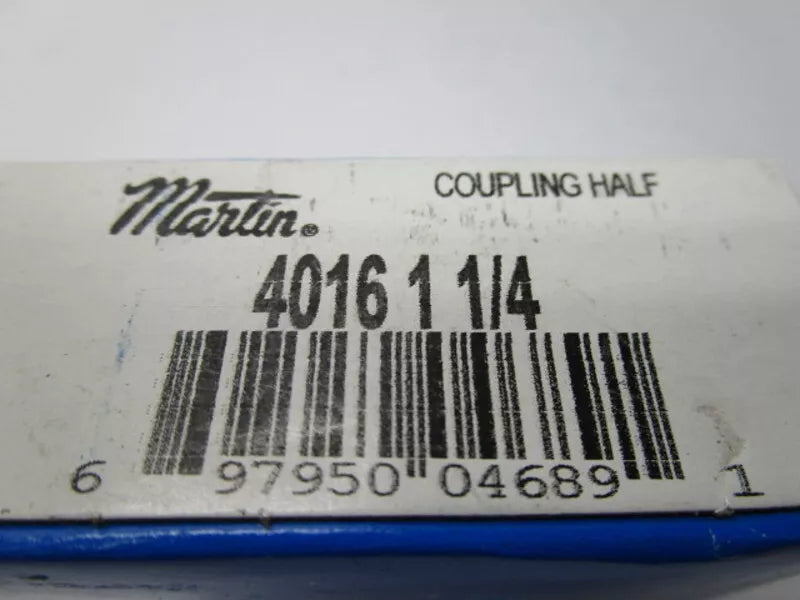 Martin®
COUPLING HALF
4016 1 1/4
6 97950 04689 1